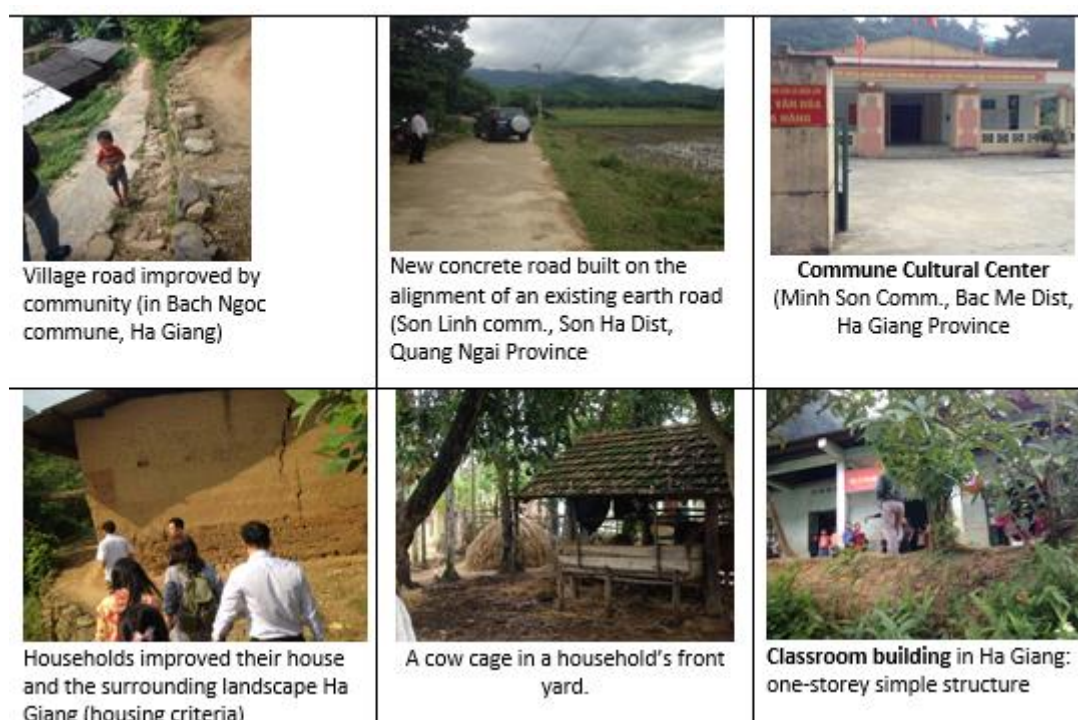 VĂN HÓA
Village road improved by
community (in Bach Ngoc
commune, Ha Giang)
New concrete road built on the
alignment of an existing earth road
(Son Linh comm., Son Ha Dist,
Quang Ngai Province
Commune Cultural Center
(Minh Son Comm., Bac Me Dist,
Ha Giang Province
Households improved their house
and the surrounding landscape Ha
Giang (housing criteria)
A cow cage in a household's front
yard.
Classroom building in Ha Giang:
one-storey simple structure